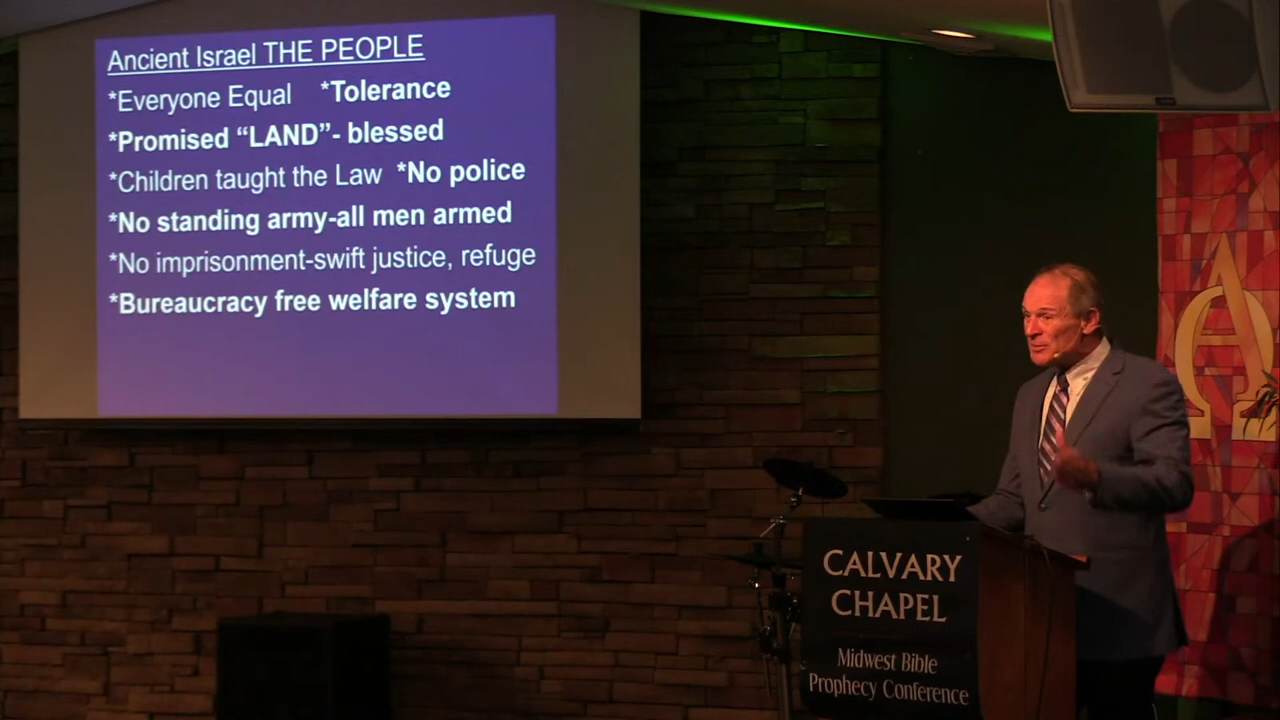 Ancient Israel THE PEOPLE
*Everyone Equal *Tolerance
*Promised “LAND”- blessed
*Children taught the Law *No police
*No standing army-all men armed
*No imprisonment-swift justice, refuge
*Bureaucracy free welfare system
CALVARY
CHAPEL
Midwest Bible
Prophecy Conference
ΑΩ